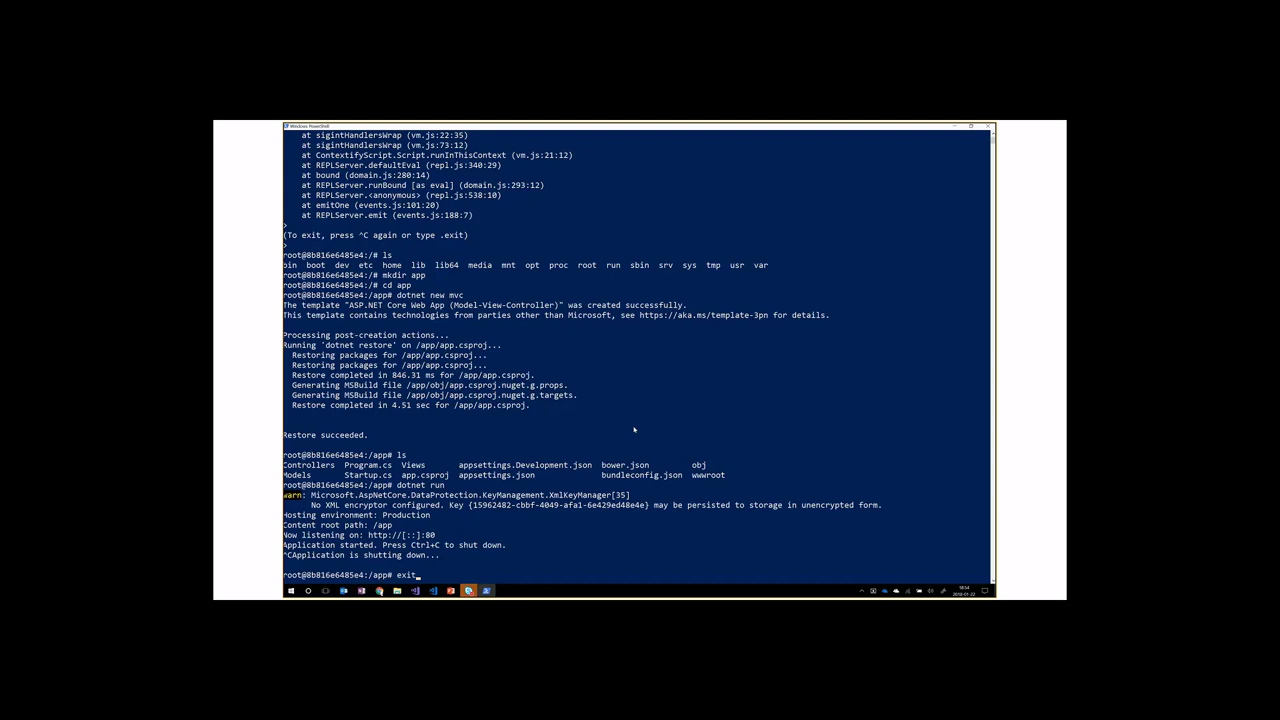 Windows PowerShell
at sigintHandlersWrap (vm.js:22:35)
at sigintHandlersWrap (vm.js:73:12)
at ContextifyScript.Script.runInThisContext (vm.js:21:12)
at REPLServer.defaultEval (repl.js:340:29)
at bound (domain.js:280:14)
at REPLServer.runBound [as eval] (domain.js:293:12)
at REPLServer.<anonymous> (repl.js:538:10)
at emitOne (events.js:101:20)
at REPLServer.emit (events.js:188:7)
>
(To exit, press ^C again or type .exit)
>
root@8b816e6485e4:/# ls
bin boot dev etc home lib lib64 media mnt opt proc root run sbin srv sys tmp usr var
root@8b816e6485e4:/# mkdir app
root@8b816e6485e4:/# cd app
root@8b816e6485e4:/app# dotnet new mvc
The template "ASP.NET Core Web App (Model-View-Controller)" was created successfully.
This template contains technologies from parties other than Microsoft, see https://aka.ms/template-3pn for details.
Processing post-creation actions...
Running 'dotnet restore' on /app/app.csproj...
Restoring packages for /app/app.csproj...
Restoring packages for /app/app.csproj...
Restore completed in 846.31 ms for /app/app.csproj.
Generating MSBuild file /app/obj/app.csproj.nuget.g.props.
Generating MSBuild file /app/obj/app.csproj.nuget.g.targets.
Restore completed in 4.51 sec for /app/app.csproj.
Restore succeeded.
root@8b816e6485e4:/app# ls
Controllers Program.cs Views appsettings.Development.json bower.json obj
Models Startup.cs app.csproj appsettings.json bundleconfig.json wwwroot
root@8b816e6485e4:/app# dotnet run
warn: Microsoft.AspNetCore.DataProtection.KeyManagement.XmlKeyManager[35]
No XML encryptor configured. Key {15962482-cbbf-4049-afa1-6e429ed48e4e} may be persisted to storage in unencrypted form.
Hosting environment: Production
Content root path: /app
Now listening on: http://[::]:80
Application started. Press Ctrl+C to shut down.
^CApplication is shutting down...
root@8b816e6485e4:/app# exit
18:54
2018-01-22